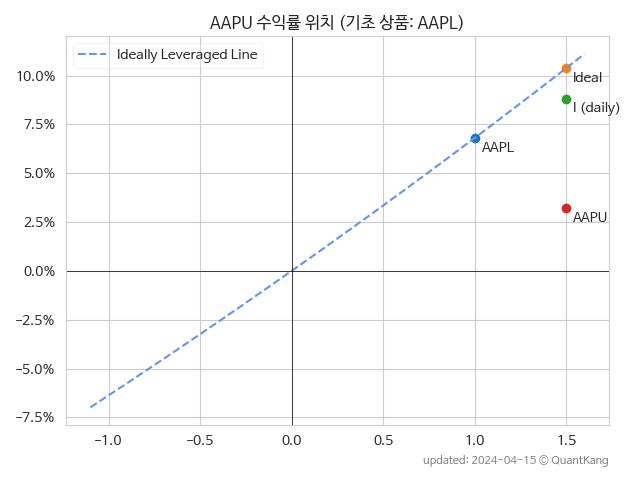 AAPU 수익률 위치 (기초 상품: AAPL)
Ideally Leveraged Line
10.0%
7.5%
5.0%
2.5%
0.0%
−2.5%
−5.0%
−7.5%
Ideal
I (daily)
AAPL
AAPU
−1.0 −0.5 0.0 0.5 1.0 1.5
updated: 2024-04-15 © QuantKang